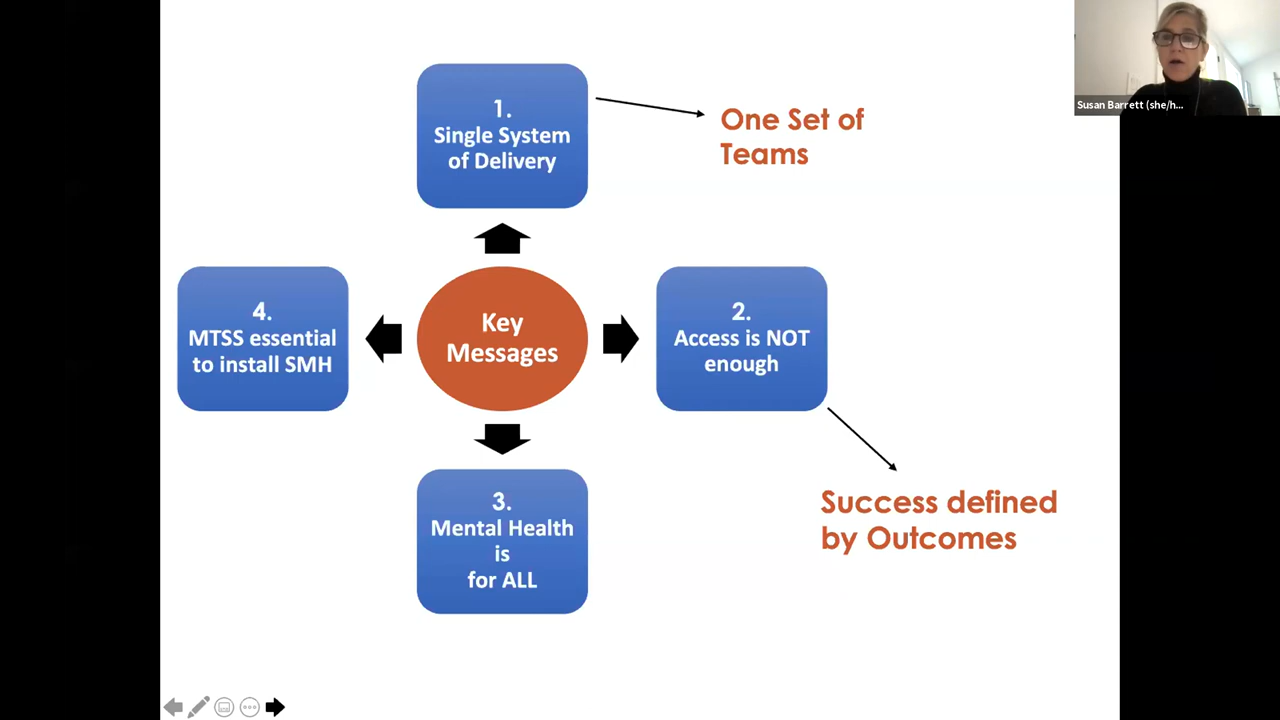 1.
Single System
of Delivery
One Set of
Teams
Susan Barrett (she/h...
4.
MTSS essential
to install SMH
Key
Messages
2.
Access is NOT
enough
3.
Mental Health
is
for ALL
Success defined
by Outcomes